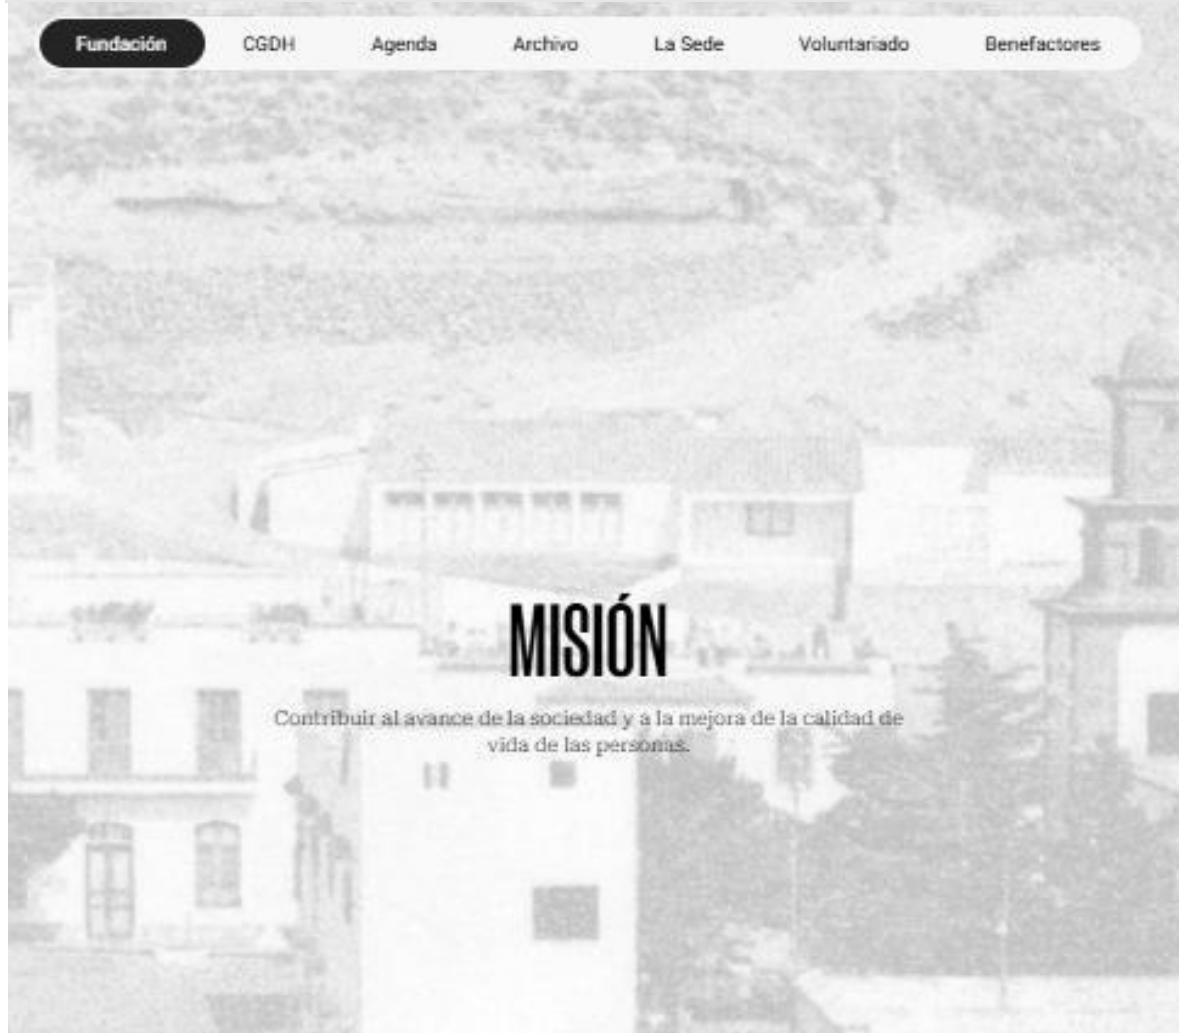 Fundación CGDH Agenda Archivo La Sede Voluntariado Benefactores
MISIÓN
Contribuir al avance de la sociedad y a la mejora de la calidad de
vida de las personas.